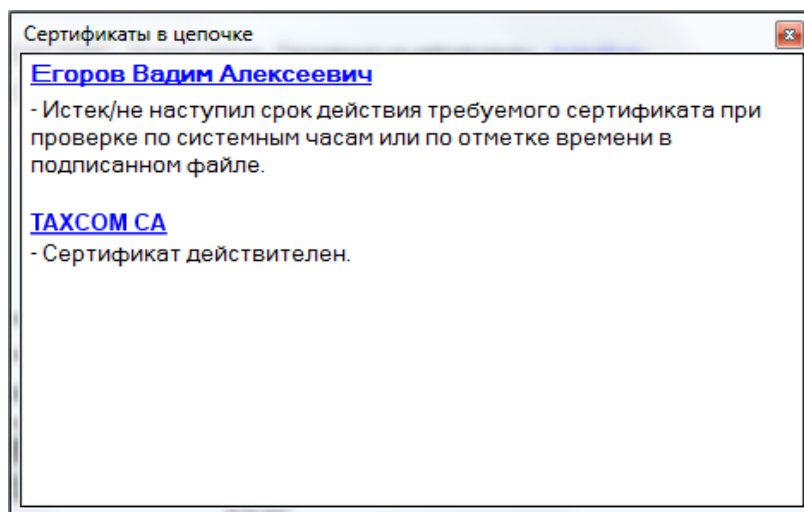 Сертификаты в цепочке
Егоров Вадим Алексеевич
- Истек/не наступил срок действия требуемого сертификата при
проверке по системным часам или по отметке времени в
подписанном файле.
TAXCOM CA
- Сертификат действителен.